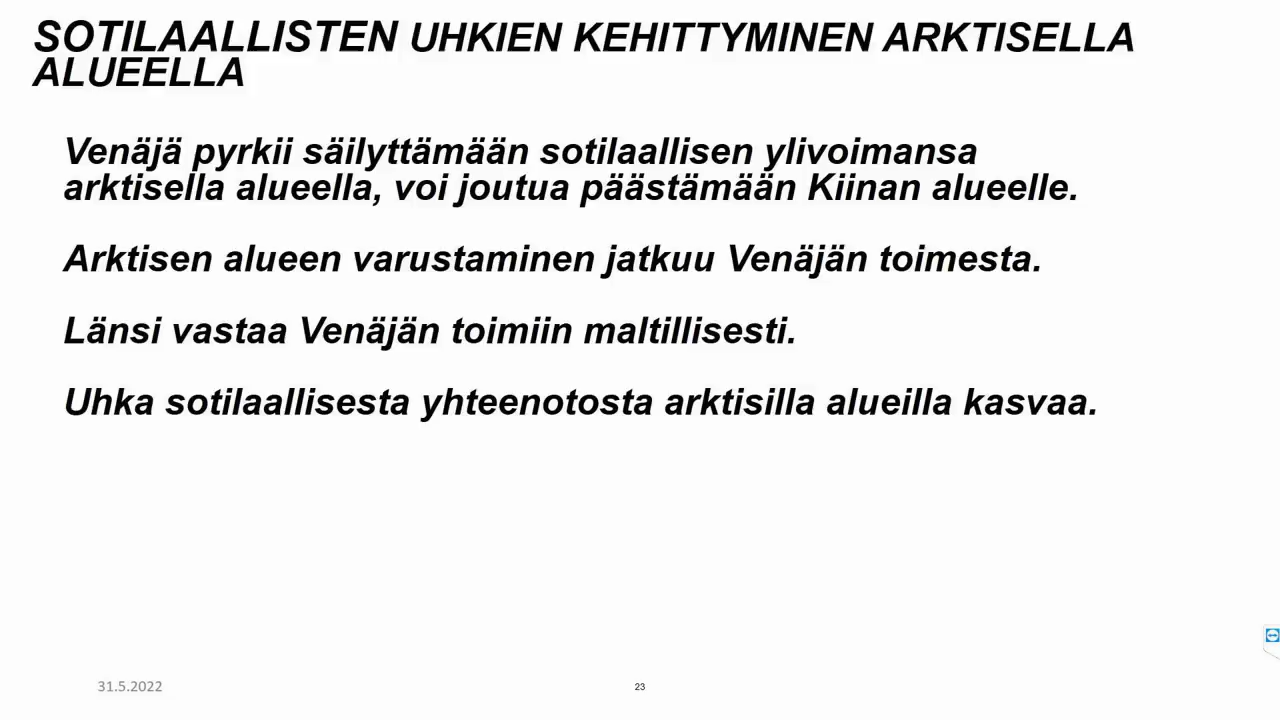 SOTILAALLISTEN UHKIEN KEHITTYMINEN ARKTISELLA
ALUEELLA
Venäjä pyrkii säilyttämään sotilaallisen ylivoimansa
arktisella alueella, voi joutua päästämään Kiinan alueelle.
Arktisen alueen varustaminen jatkuu Venäjän toimesta.
Länsi vastaa Venäjän toimiin maltillisesti.
Uhka sotilaallisesta yhteenotosta arktisilla alueilla kasvaa.
31.5.2022
23